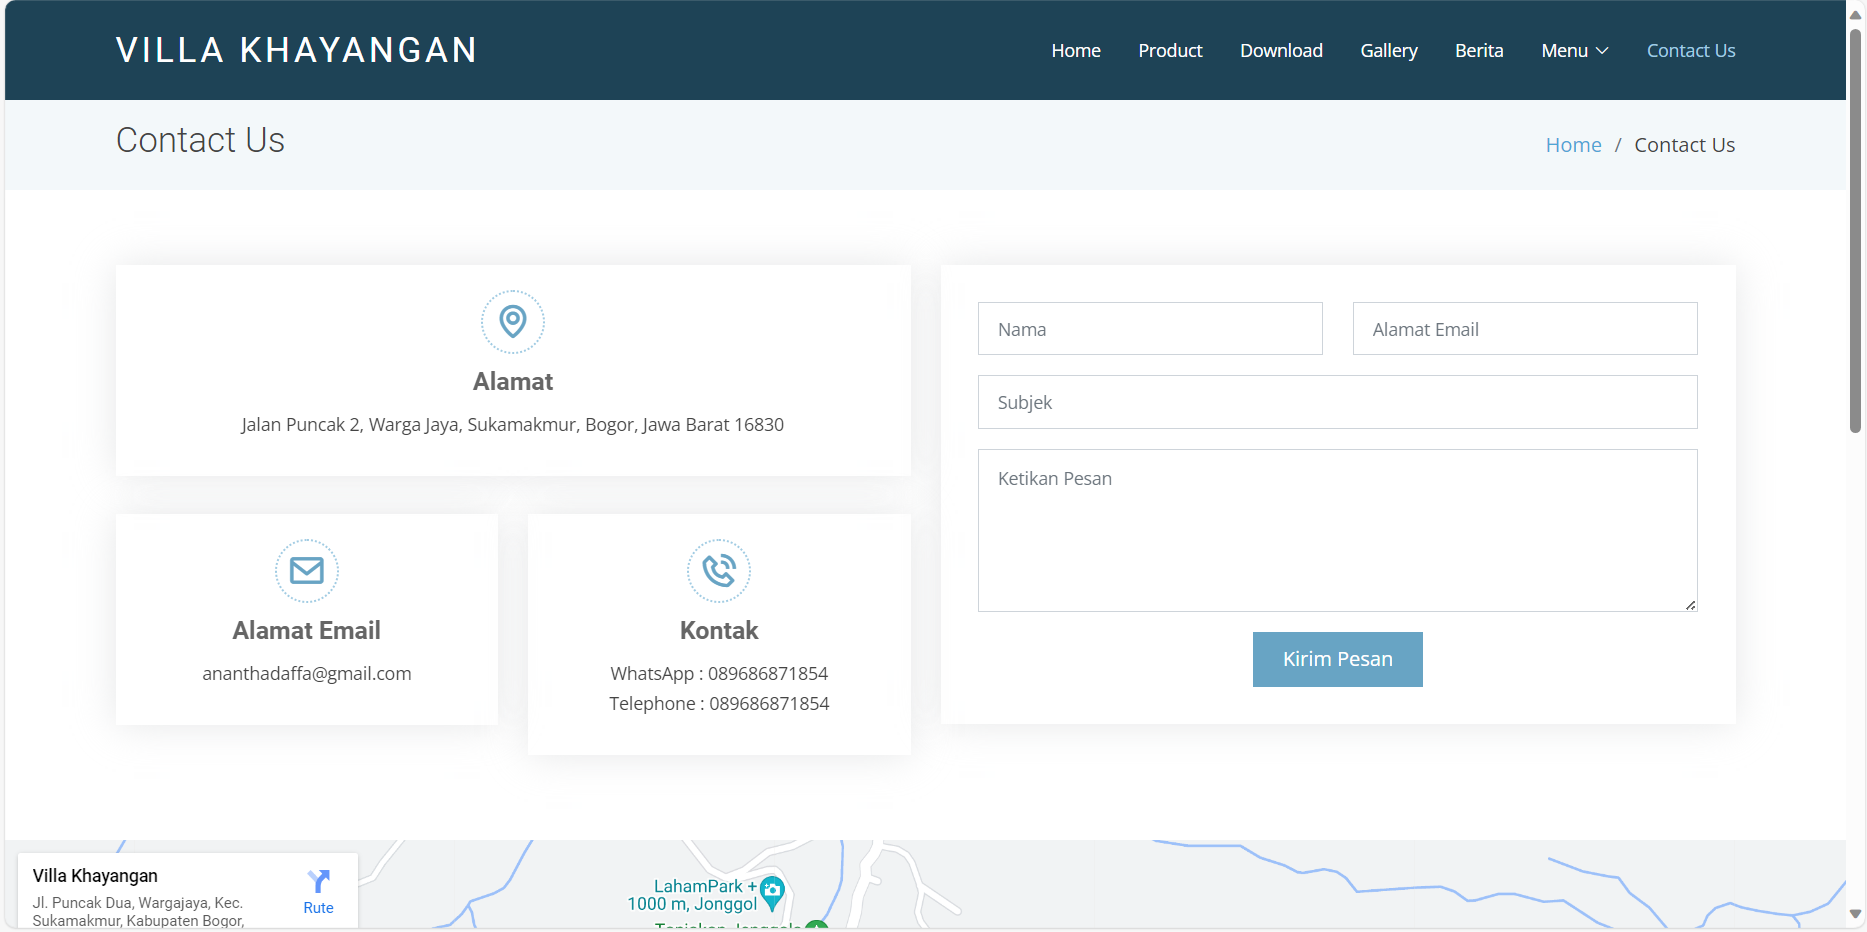 VILLA KHAYANGAN
Home Product Download Gallery Berita Menu Contact Us
Contact Us
Home / Contact Us
Alamat
Jalan Puncak 2, Warga Jaya, Sukamakmur, Bogor, Jawa Barat 16830
Alamat Email
ananthadaffa@gmail.com
Kontak
WhatsApp : 089686871854
Telephone : 089686871854
Nama
Alamat Email
Subjek
Ketikan Pesan
Kirim Pesan
Villa Khayangan
Jl. Puncak Dua, Wargajaya, Kec.
Sukamakmur, Kabupaten Bogor,
Rute
LahamPark +
1000 m, Jonggol